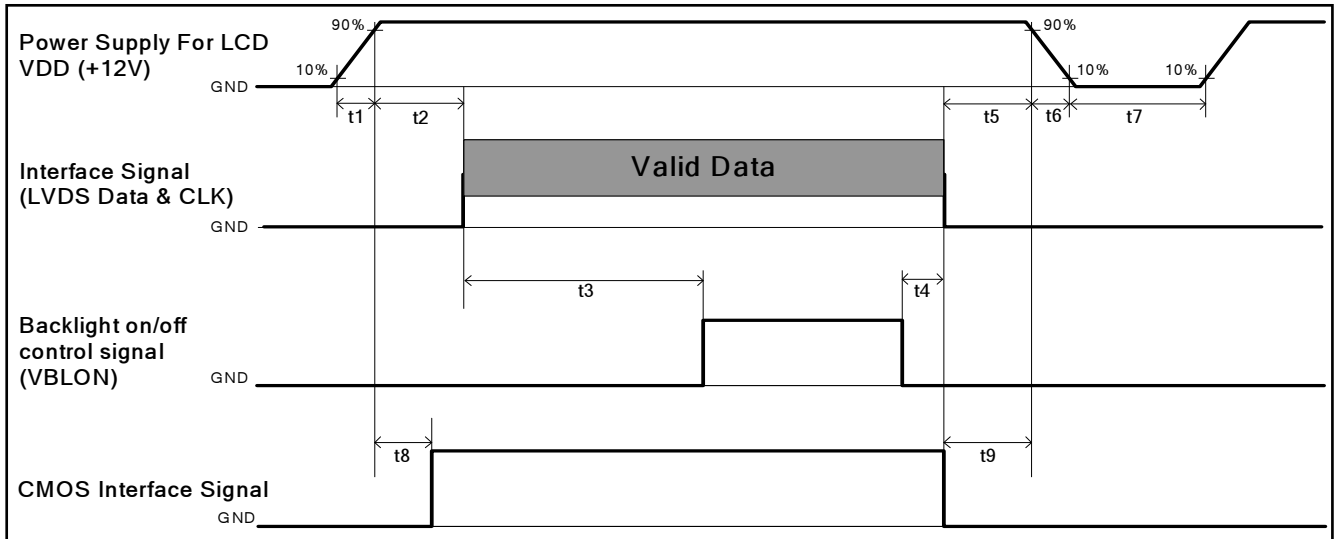 Power Supply For LCD
VDD (+12V)
90%
10%
GND
90%
10%
10%
t1
t2
t5
t6
t7
Interface Signal
(LVDS Data & CLK)
Valid Data
GND
t3
t4
Backlight on/off
control signal
(VBLON)
GND
t8
t9
CMOS Interface Signal
GND